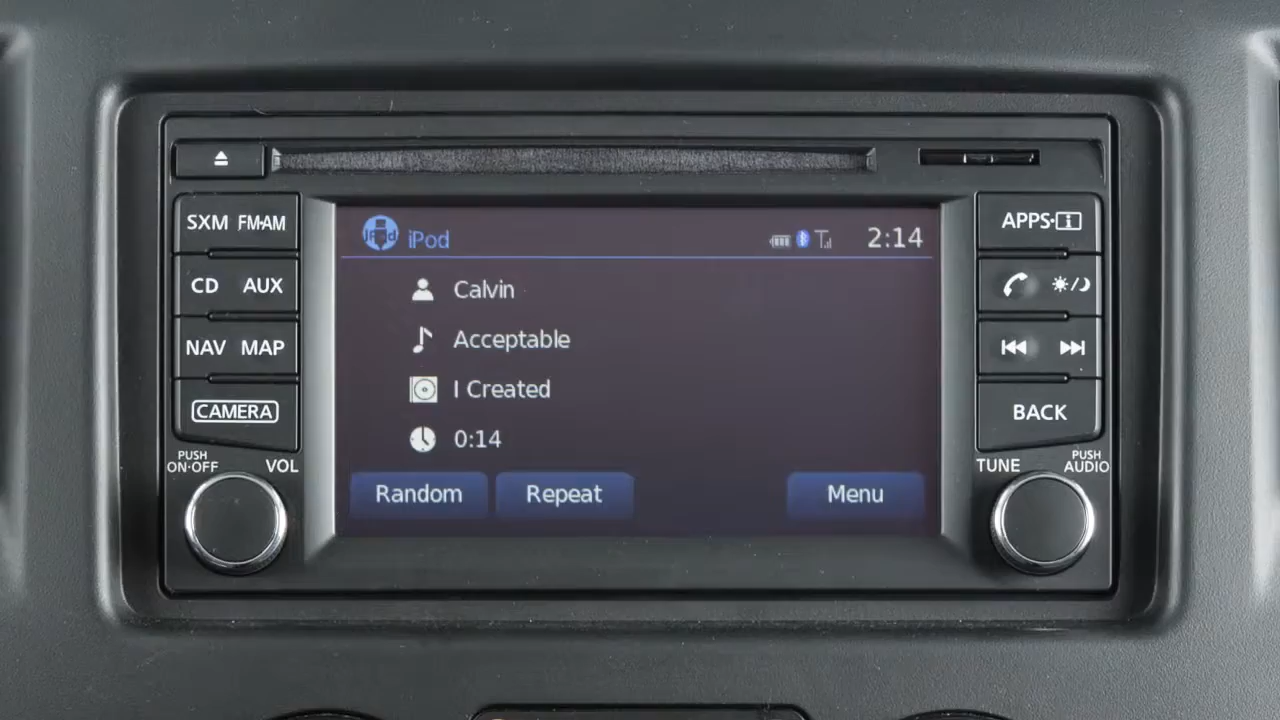 SXM FM·AM
CD AUX
NAV MAP
CAMERA
PUSH
ON·OFF
VOL
iPod
iPod
2:14
Calvin
Acceptable
I Created
0:14
Random
Repeat
Menu
APPS·i
BACK
TUNE
PUSH
AUDIO